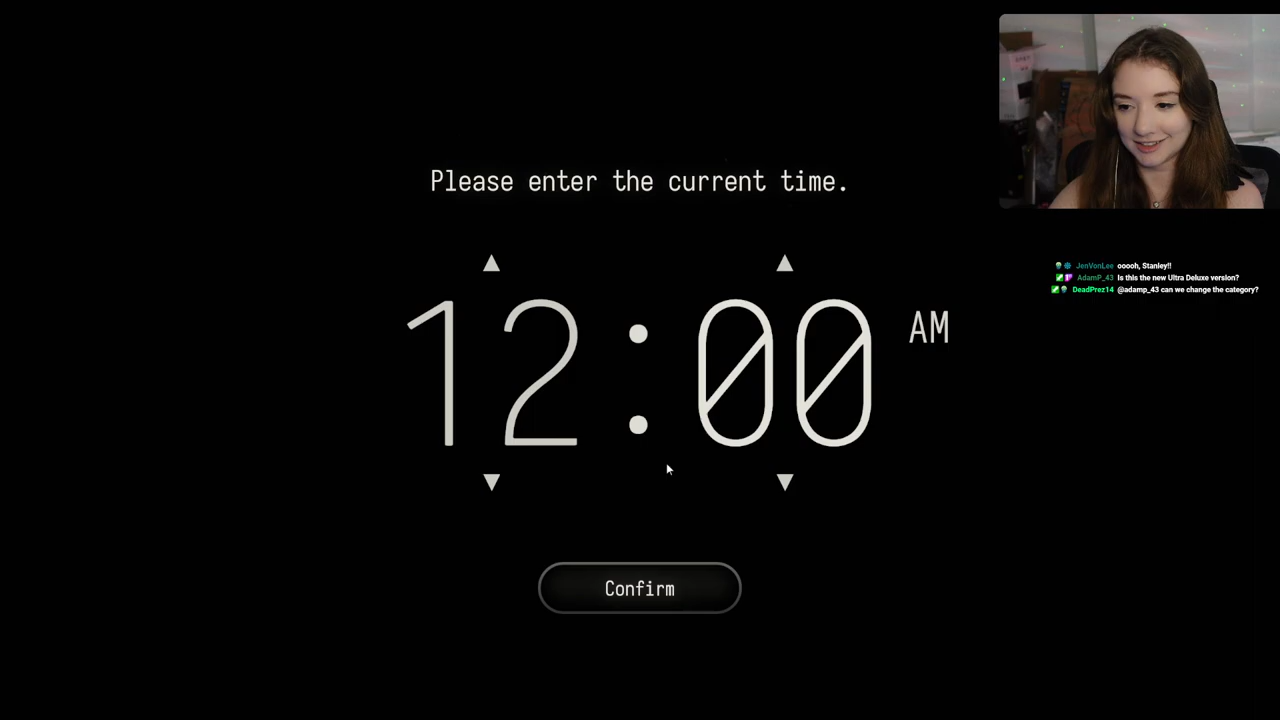 Please enter the current time.
12:00 AM
Confirm
JenVonLee ooooh, Stanley!!
AdamP_43 Is this the new Ultra Deluxe version?
DeadPrez14 @adamp_43 can we change the category?